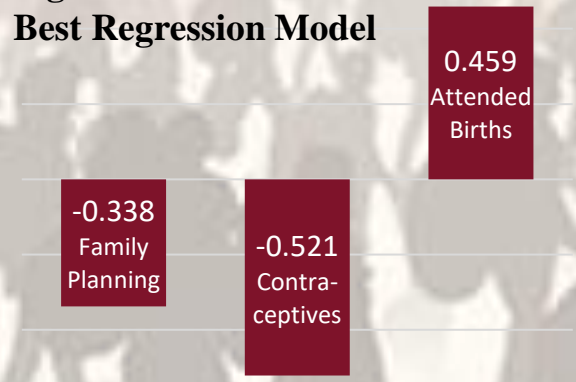 Best Regression Model
0.459
Attended
Births
-0.338
Family
Planning
-0.521
Contra-
ceptives